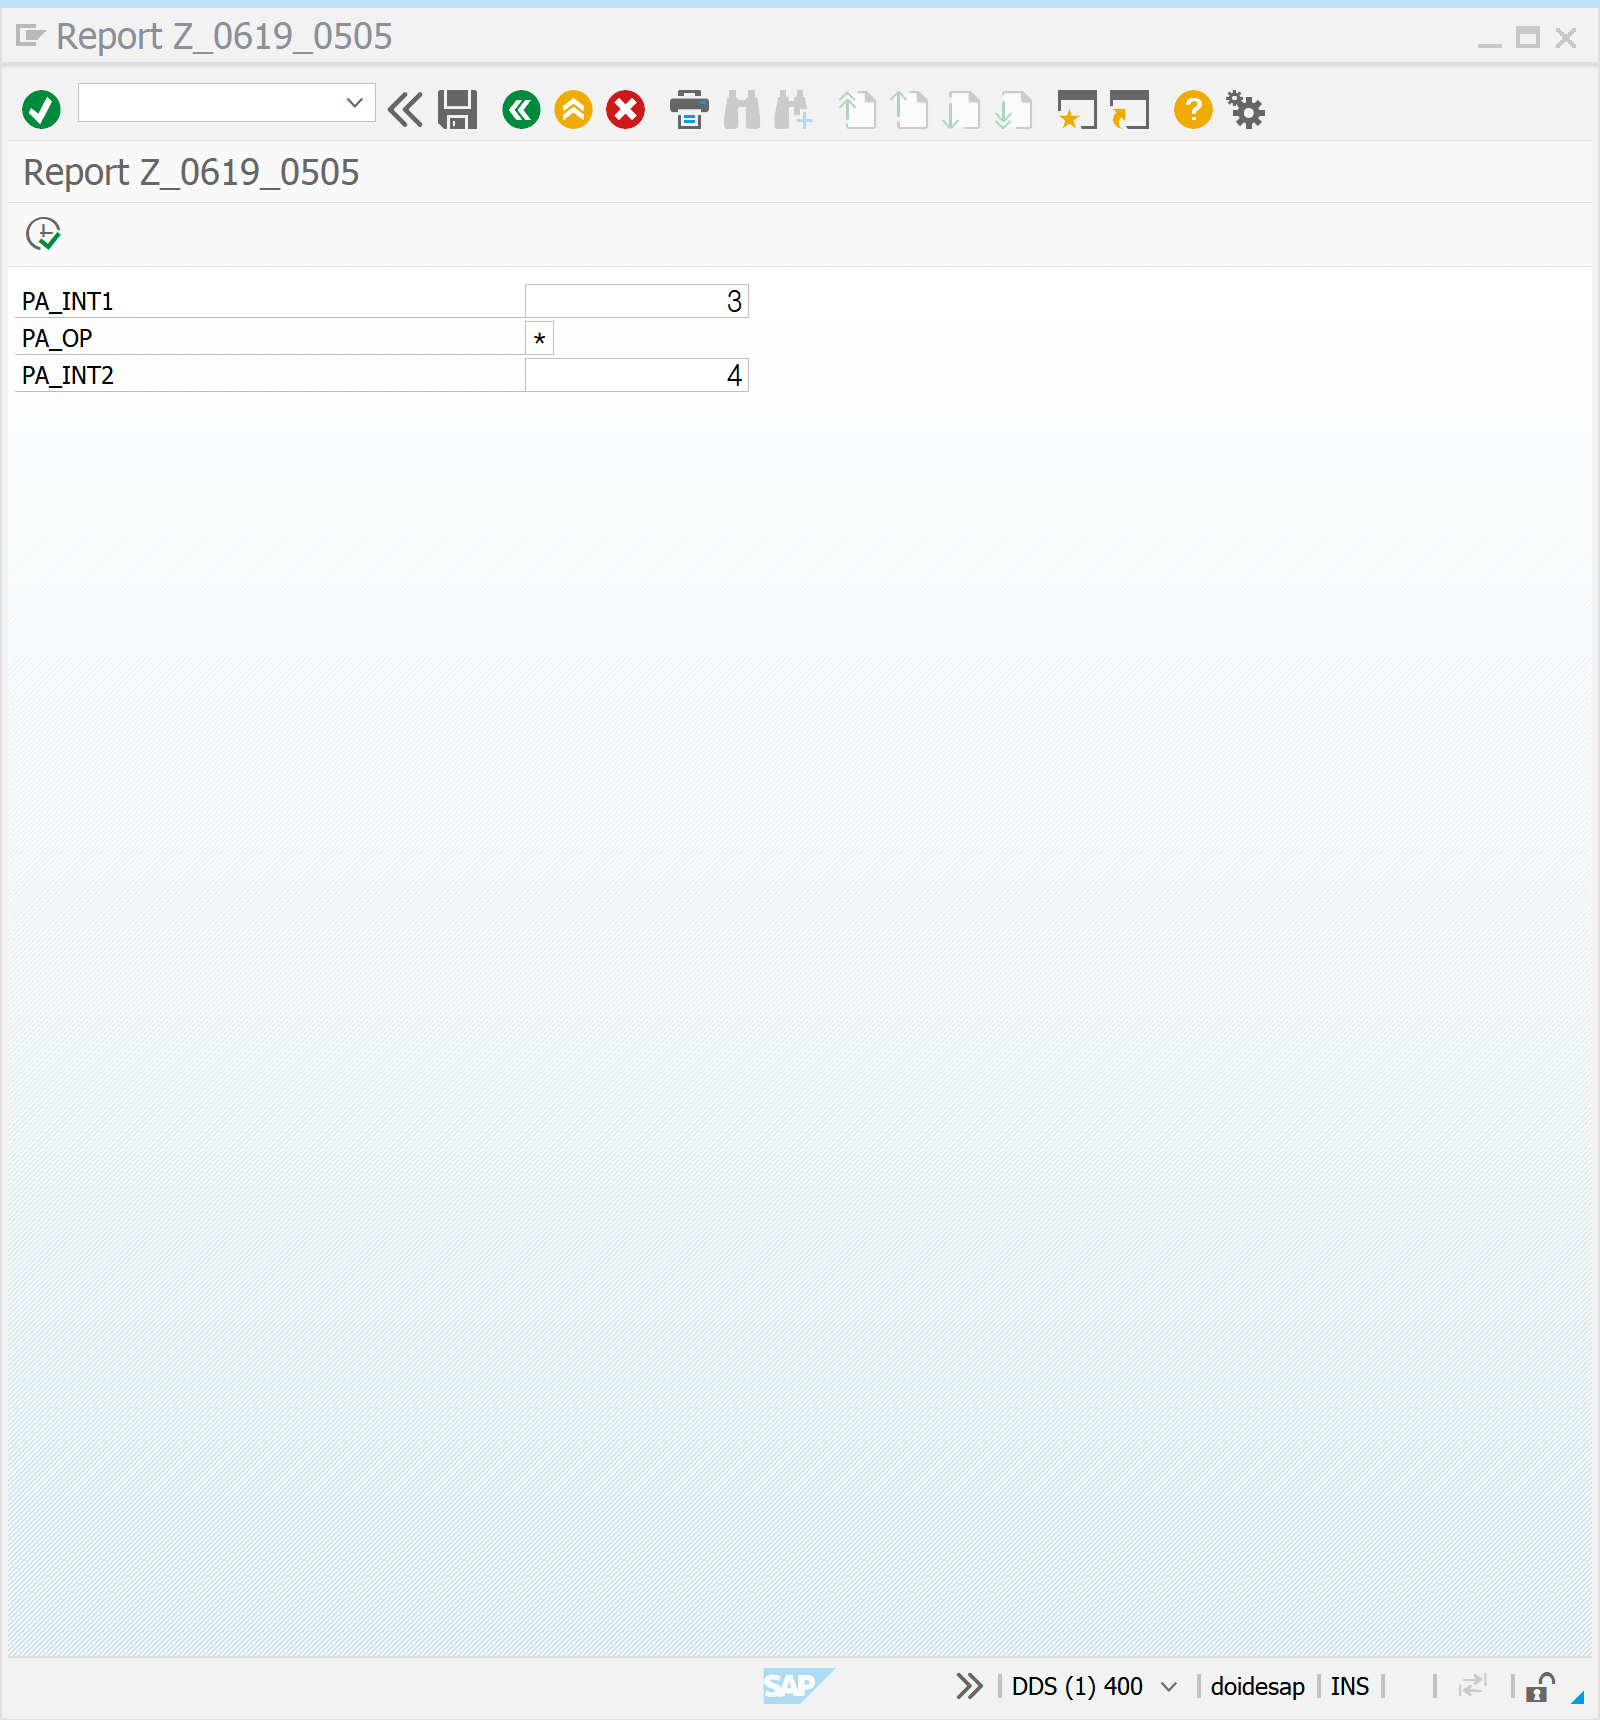 Report Z_0619_0505
Report Z_0619_0505
PA_INT1 3
PA_OP *
PA_INT2 4
SAP DDS (1) 400 doidesap INS